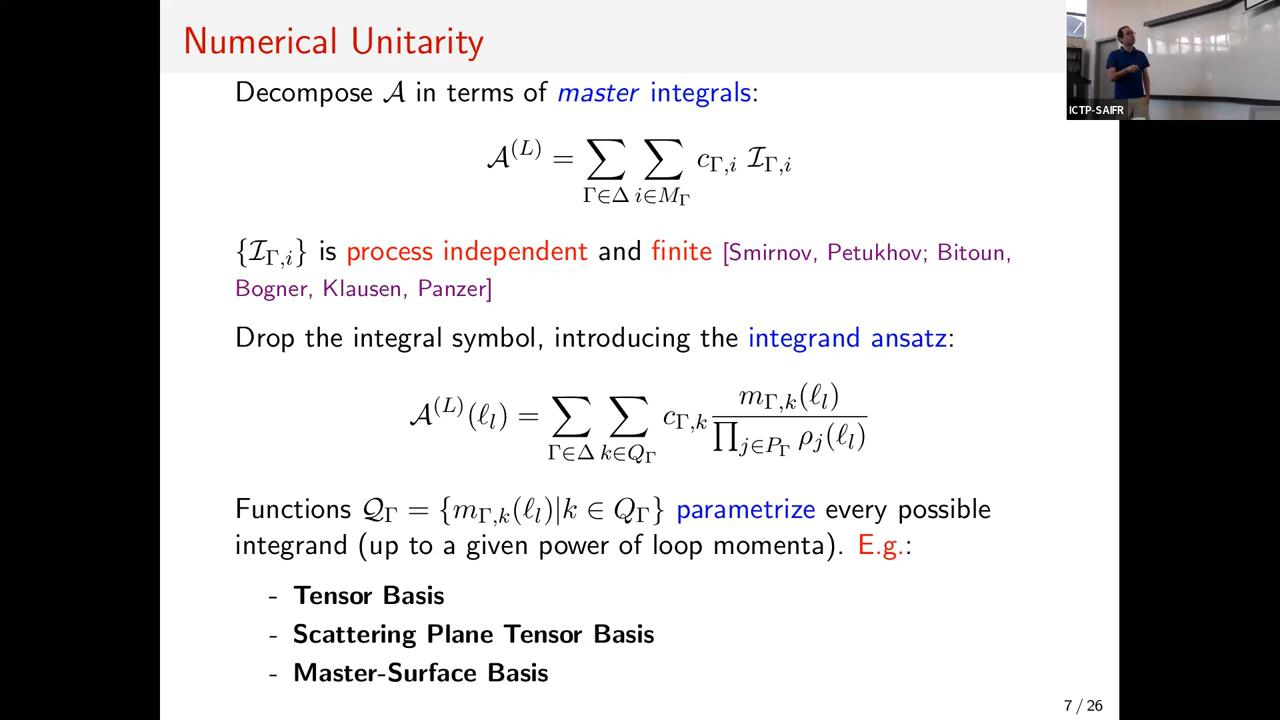 Numerical Unitarity
ICTP-SAIFR
Decompose 𝒜 in terms of master integrals:
𝒜^{(L)} = ∑_{Γ∈Δ} ∑_{i∈M_Γ} c_{Γ,i} ℐ_{Γ,i}
{ℐ_{Γ,i}} is process independent and finite [Smirnov, Petukhov; Bitoun,
Bogner, Klausen, Panzer]
Drop the integral symbol, introducing the integrand ansatz:
𝒜^{(L)}(ℓ_l) = ∑_{Γ∈Δ} ∑_{k∈Q_Γ} c_{Γ,k} m_{Γ,k}(ℓ_l) / ∏_{j∈P_Γ} ρ_j(ℓ_l)
Functions 𝒬_Γ = {m_{Γ,k}(ℓ_l)|k ∈ Q_Γ} parametrize every possible
integrand (up to a given power of loop momenta). E.g.:
- Tensor Basis
- Scattering Plane Tensor Basis
- Master-Surface Basis
7 / 26